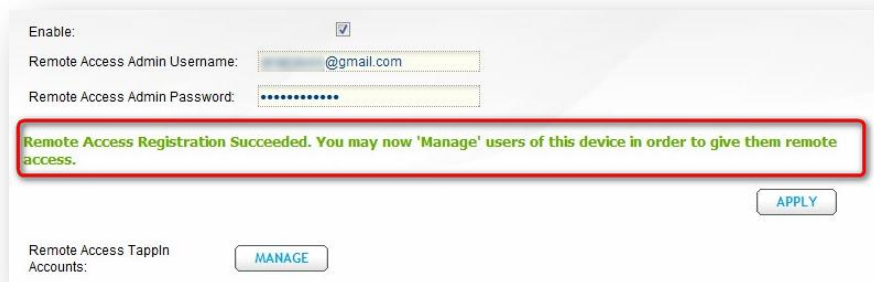 Enable:
Remote Access Admin Username: @gmail.com
Remote Access Admin Password: ••••••••••••
Remote Access Registration Succeeded. You may now 'Manage' users of this device in order to give them remote
access.
APPLY
Remote Access TappIn
Accounts:
MANAGE